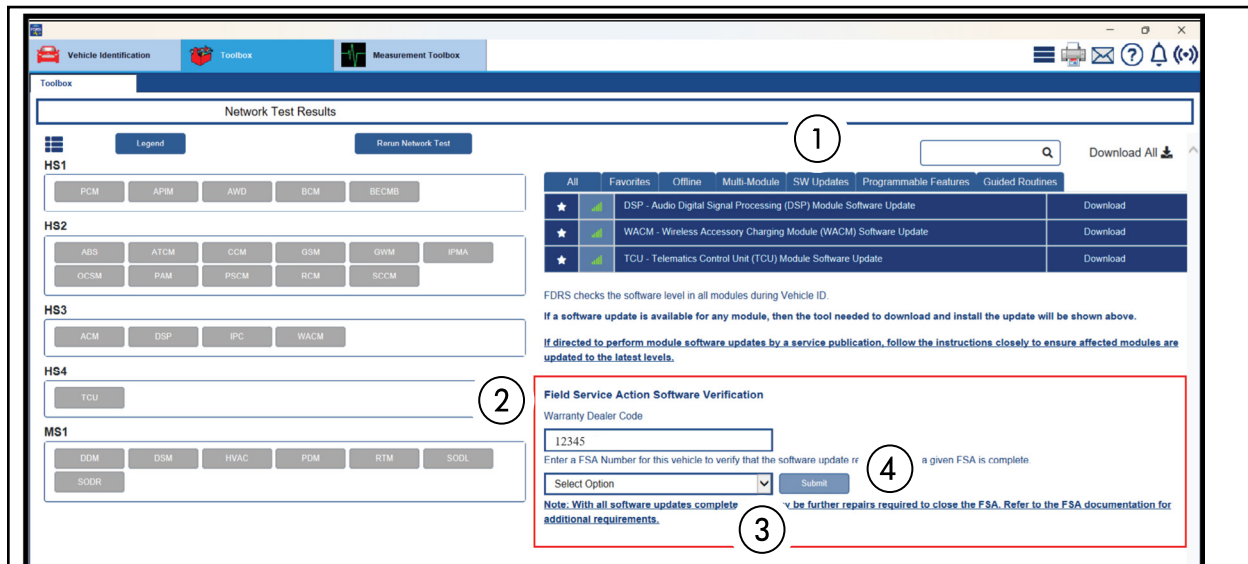 Vehicle Identification
Toolbox
Measurement Toolbox
Toolbox
Network Test Results
1
Legend
Rerun Network Test
Download All
HS1
PCM APIM AWD BCM BECMB
All Favorites Offline Multi-Module SW Updates Programmable Features Guided Routines
DSP - Audio Digital Signal Processing (DSP) Module Software Update Download
WACM - Wireless Accessory Charging Module (WACM) Software Update Download
TCU - Telematics Control Unit (TCU) Module Software Update Download
HS2
ABS ATCM CCM GSM GWM IPMA
OCSM PAM PSCM RCM SCCM
FDRS checks the software level in all modules during Vehicle ID.
If a software update is available for any module, then the tool needed to download and install the update will be shown above.
If directed to perform module software updates by a service publication, follow the instructions closely to ensure affected modules are
updated to the latest levels.
HS3
ACM DSP IPC WACM
HS4
TCU
MS1
DDM DSM HVAC PDM RTM SODL
SODR
2
Field Service Action Software Verification
Warranty Dealer Code
12345
Enter a FSA Number for this vehicle to verify that the software update re a given FSA is complete
4
Select Option
Submit
Note: With all software updates complete y be further repairs required to close the FSA. Refer to the FSA documentation for
additional requirements.
3